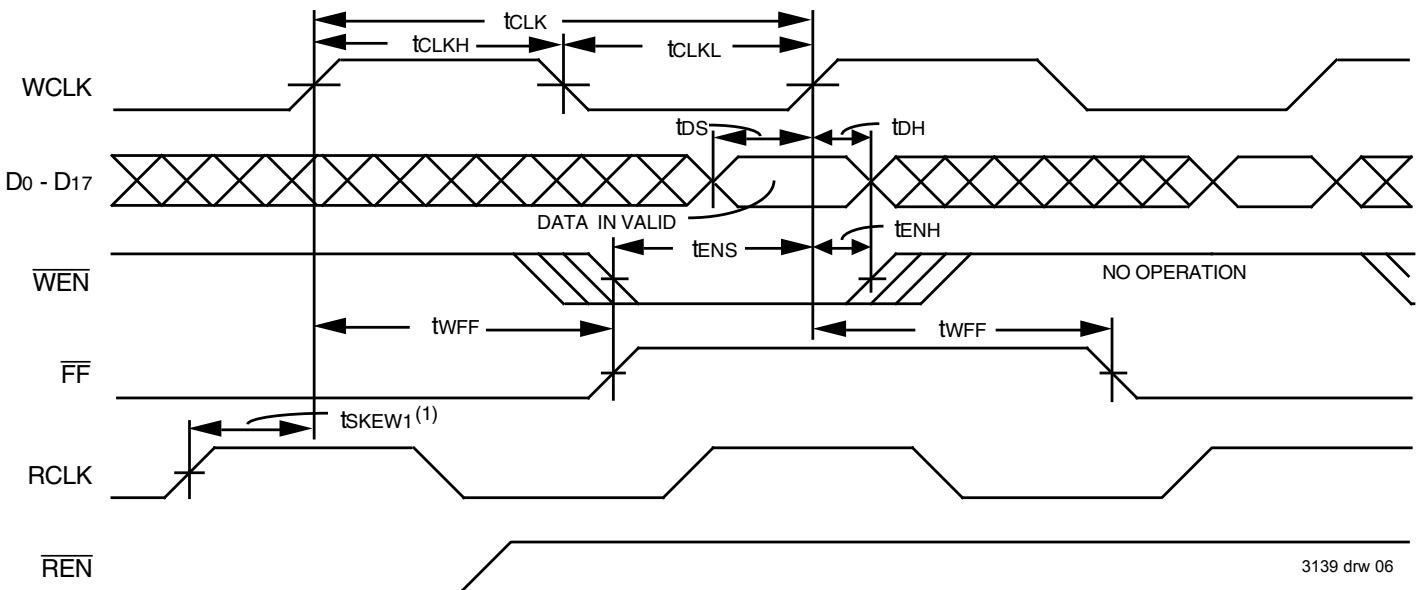 tCLK
tCLKH
tCLKL
WCLK
tDS
tDH
D0 - D17
DATA IN VALID
tENS
tENH
WEN
NO OPERATION
tWFF
tWFF
FF
tSKEW1(1)
RCLK
REN
3139 drw 06